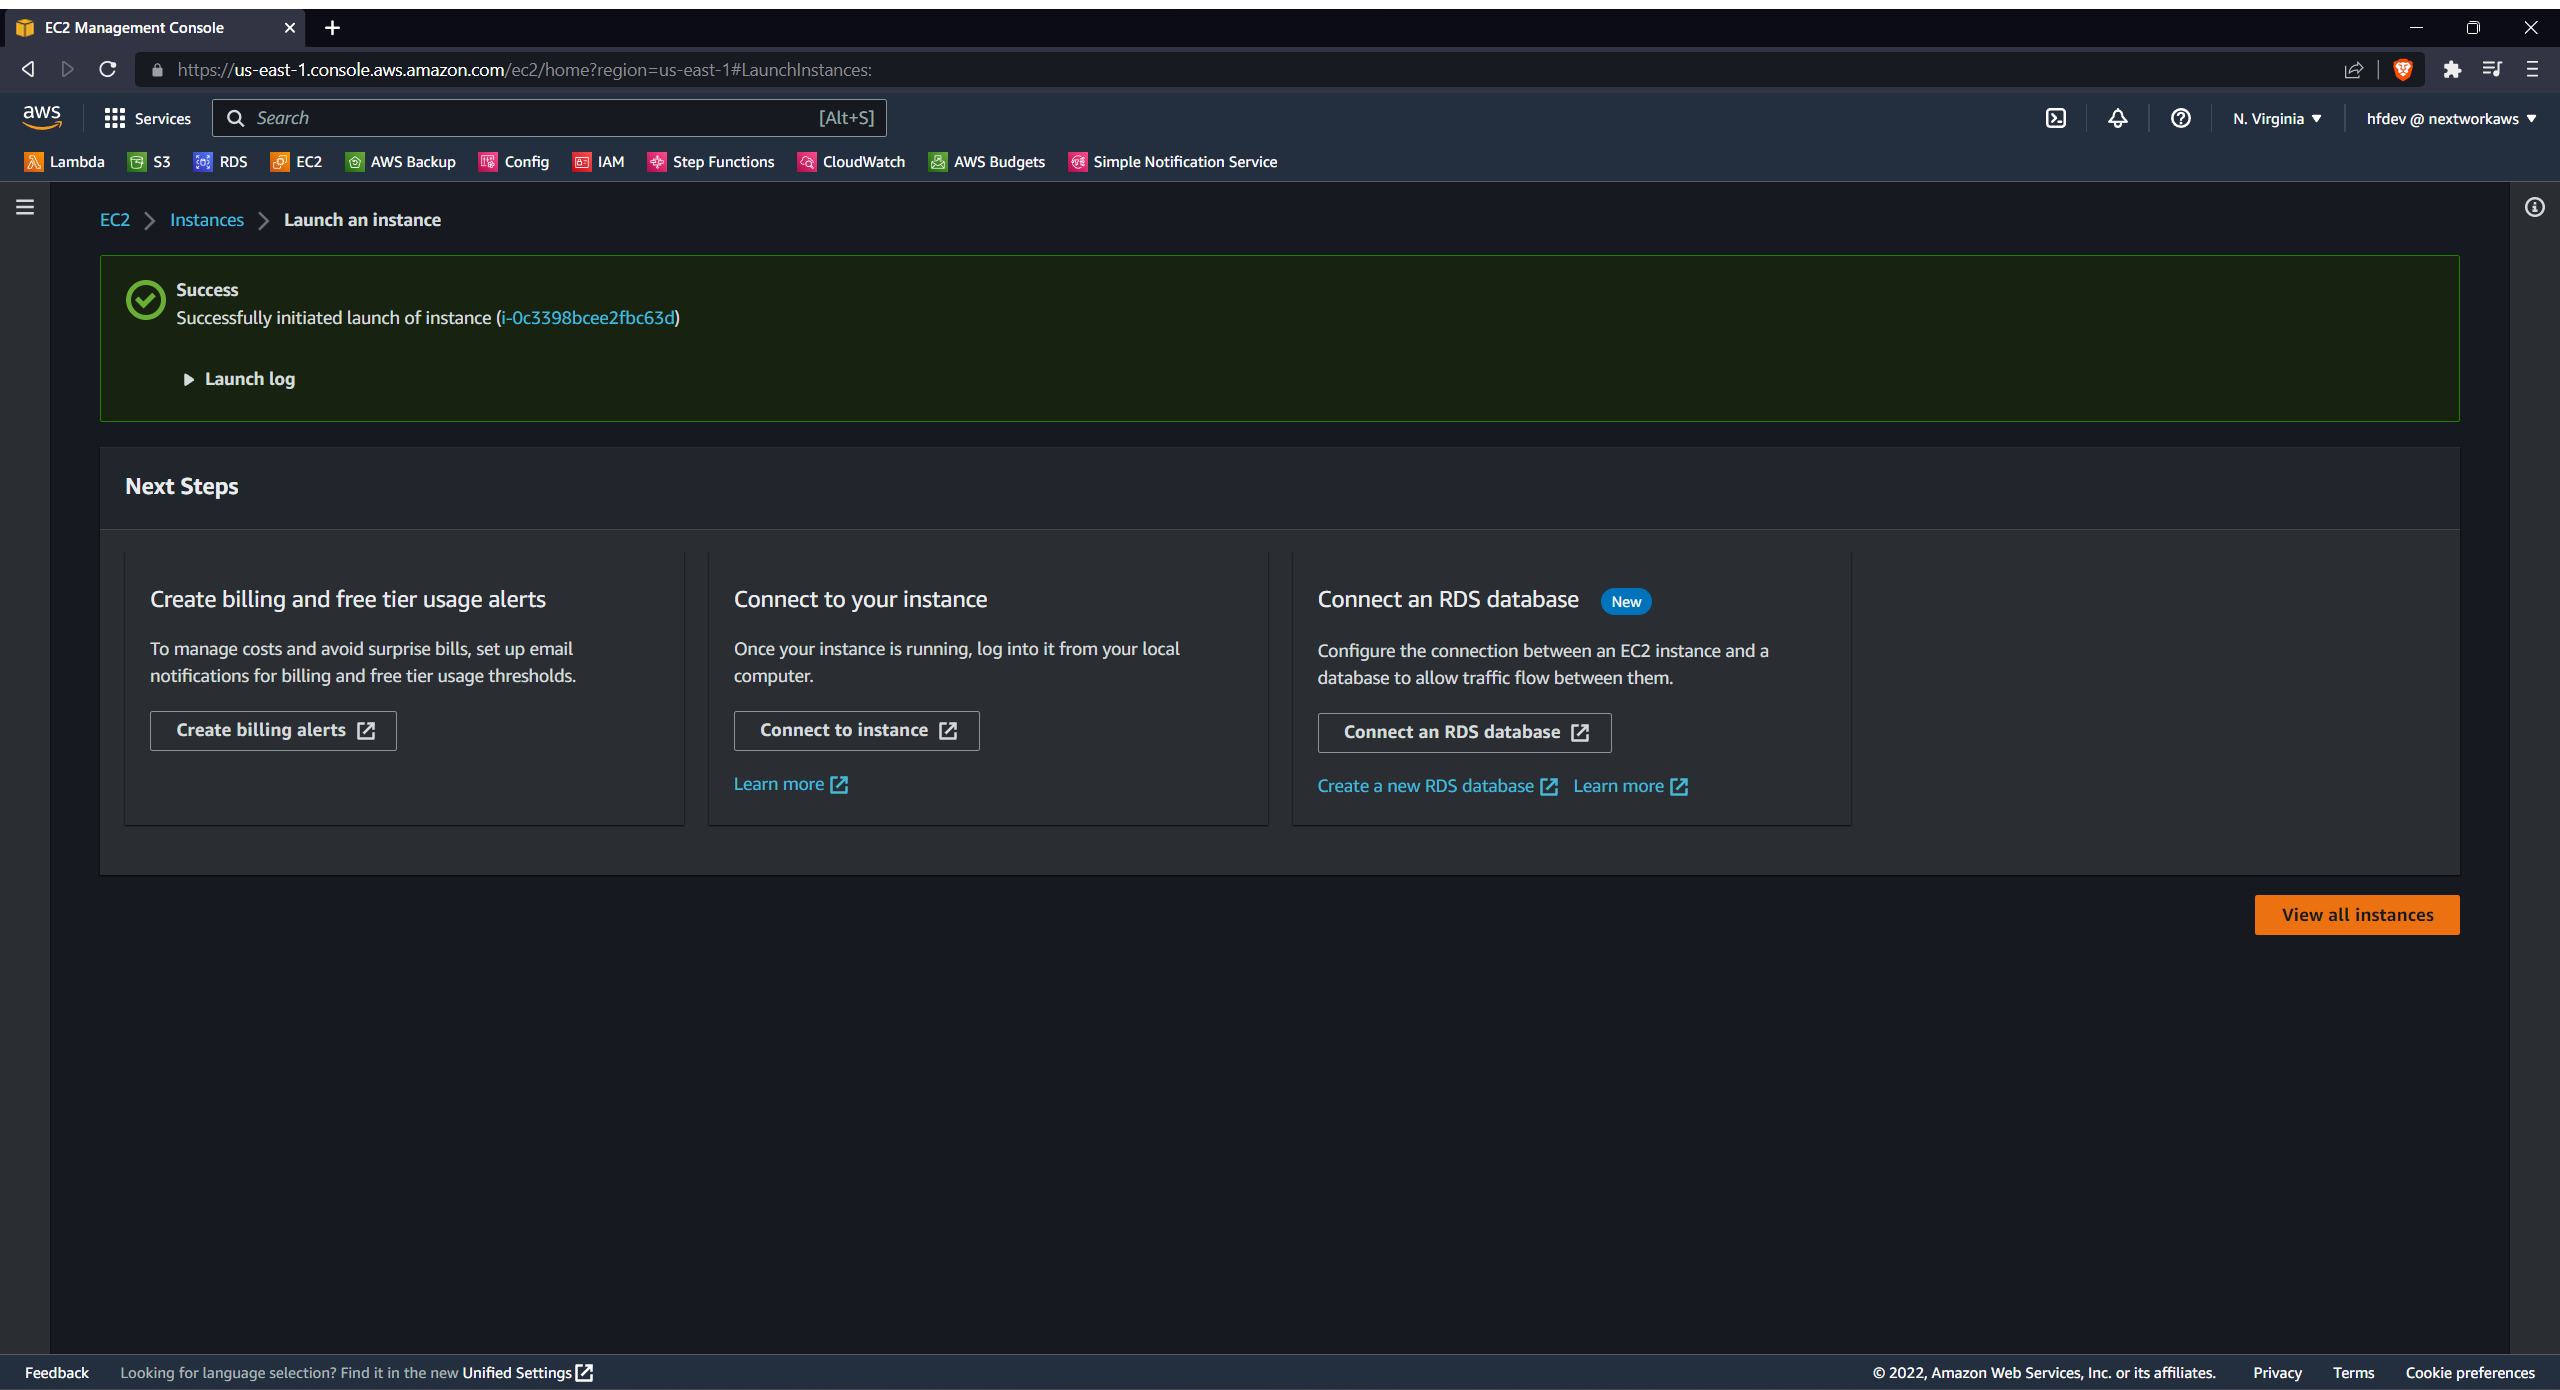 EC2 Management Console
https://us-east-1.console.aws.amazon.com/ec2/home?region=us-east-1#LaunchInstances:
aws Services Search [Alt+S] N. Virginia hfdev @ nextworkaws
Lambda S3 RDS EC2 AWS Backup Config IAM Step Functions CloudWatch AWS Budgets Simple Notification Service
EC2 Instances Launch an instance
Success
Successfully initiated launch of instance (i-0c3398bcee2fbc63d)
Launch log
Next Steps
Create billing and free tier usage alerts
To manage costs and avoid surprise bills, set up email
notifications for billing and free tier usage thresholds.
Create billing alerts
Connect to your instance
Once your instance is running, log into it from your local
computer.
Connect to instance
Learn more
Connect an RDS database New
Configure the connection between an EC2 instance and a
database to allow traffic flow between them.
Connect an RDS database
Create a new RDS database Learn more
View all instances
Feedback Looking for language selection? Find it in the new Unified Settings © 2022, Amazon Web Services, Inc. or its affiliates. Privacy Terms Cookie preferences